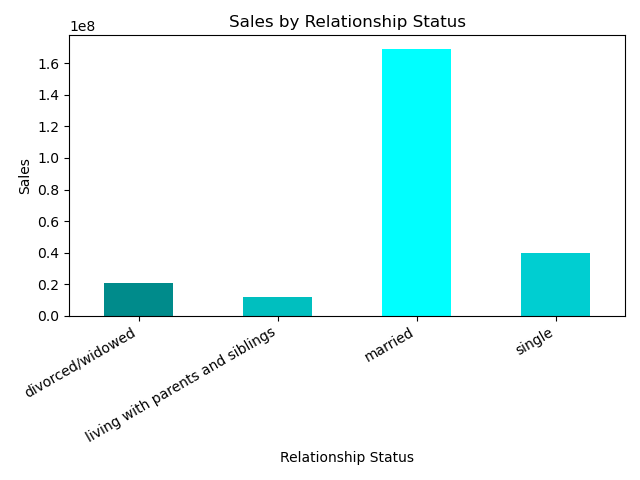 Sales by Relationship Status
1e8
1.6
1.4
1.2
1.0
0.8
0.6
0.4
0.2
0.0
Sales
divorced/widowed
living with parents and siblings
married
single
Relationship Status